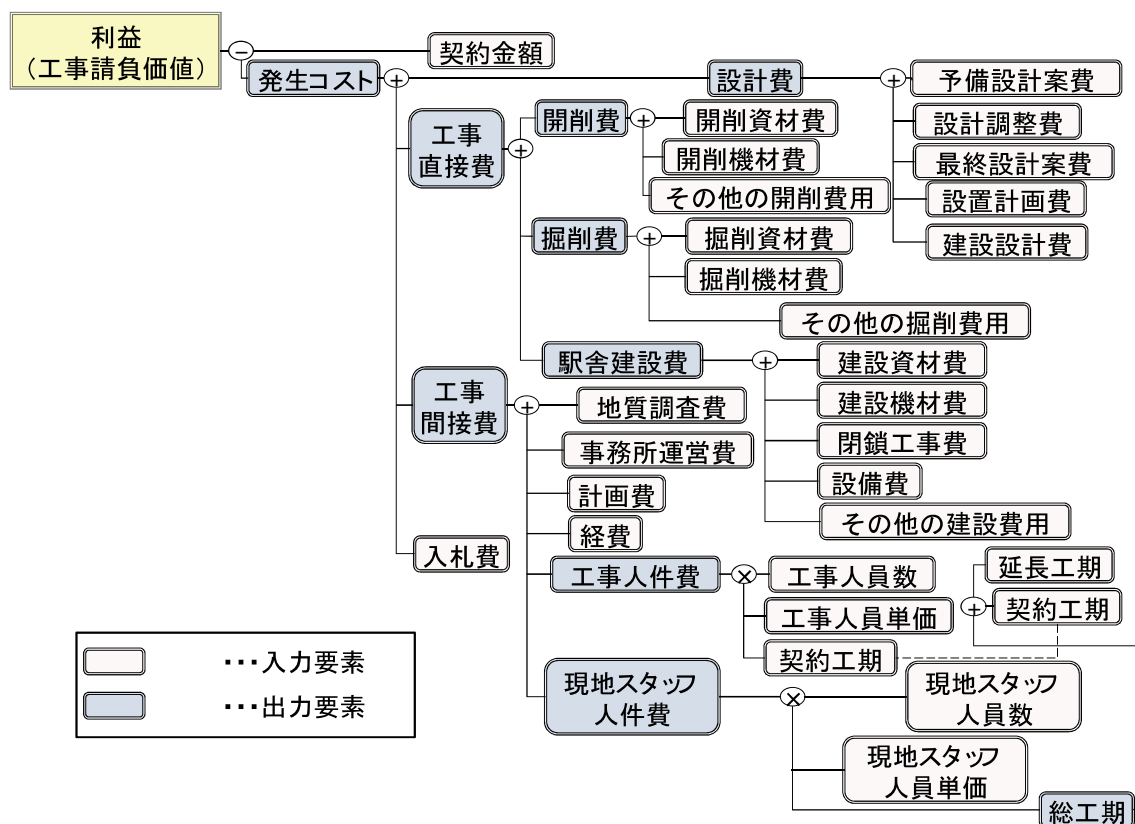 利益
（工事請負価値）
−
契約金額
発生コスト
+
設計費
+
予備設計案費
設計調整費
最終設計案費
設置計画費
建設設計費
工事
直接費
+
開削費
+
開削資材費
開削機材費
その他の開削費用
掘削費
+
掘削資材費
掘削機材費
その他の掘削費用
駅舎建設費
+
建設資材費
建設機材費
閉鎖工事費
設備費
その他の建設費用
工事
間接費
+
地質調査費
事務所運営費
計画費
経費
工事人件費
×
工事人員数
工事人員単価
契約工期
延長工期
+
契約工期
現地スタッフ
人件費
×
現地スタッフ
人員数
現地スタッフ
人員単価
総工期
入札費
･･･入力要素
･･･出力要素